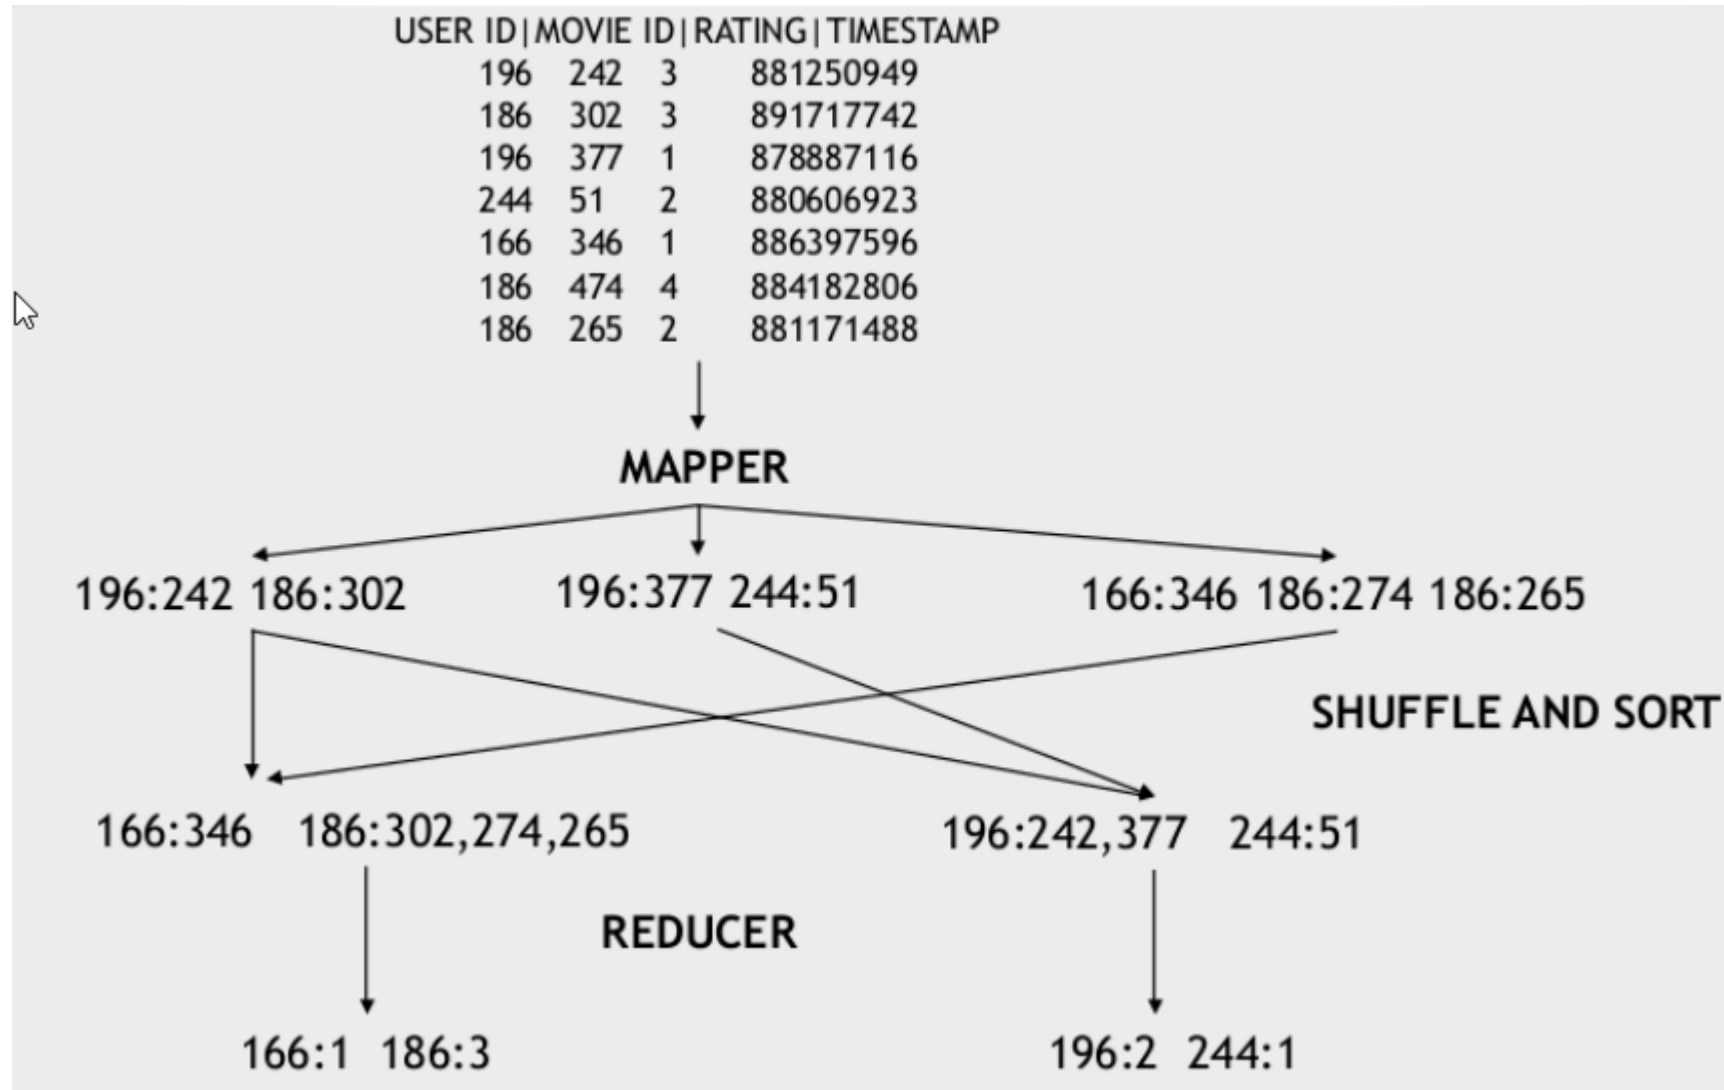 USER ID|MOVIE ID|RATING|TIMESTAMP
196 242 3 881250949
186 302 3 891717742
196 377 1 878887116
244 51 2 880606923
166 346 1 886397596
186 474 4 884182806
186 265 2 881171488
MAPPER
196:242 186:302 196:377 244:51 166:346 186:274 186:265
SHUFFLE AND SORT
166:346 186:302,274,265 196:242,377 244:51
REDUCER
166:1 186:3 196:2 244:1